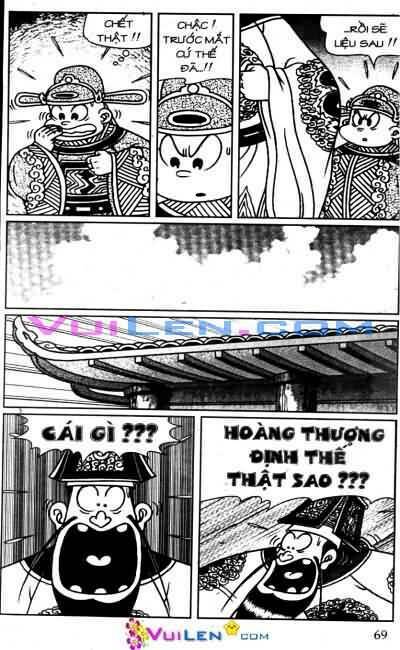 CHẾT
THẬT !!
CHẬC !
TRƯỚC MẮT
CỨ THẾ
ĐÃ...!!
...RỒI SẼ
LIỆU SAU !!
VUILEN.COM
CÁI GÌ ???
HOÀNG THƯỢNG
ĐỊNH THẾ
THẬT SAO ???
69
VUILEN.COM